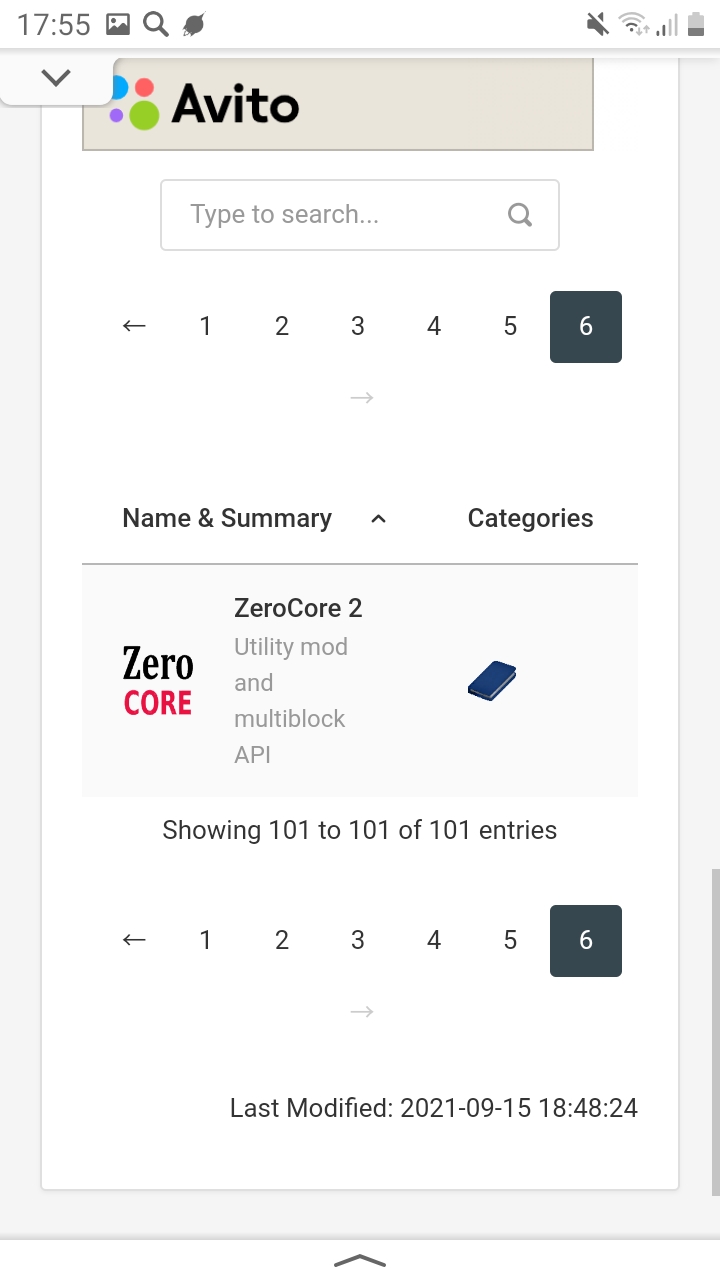 17:55
Avito
Type to search...
← 1 2 3 4 5 6
→
Name & Summary Categories
ZeroCore 2
Zero
CORE
Utility mod
and
multiblock
API
Showing 101 to 101 of 101 entries
← 1 2 3 4 5 6
→
Last Modified: 2021-09-15 18:48:24